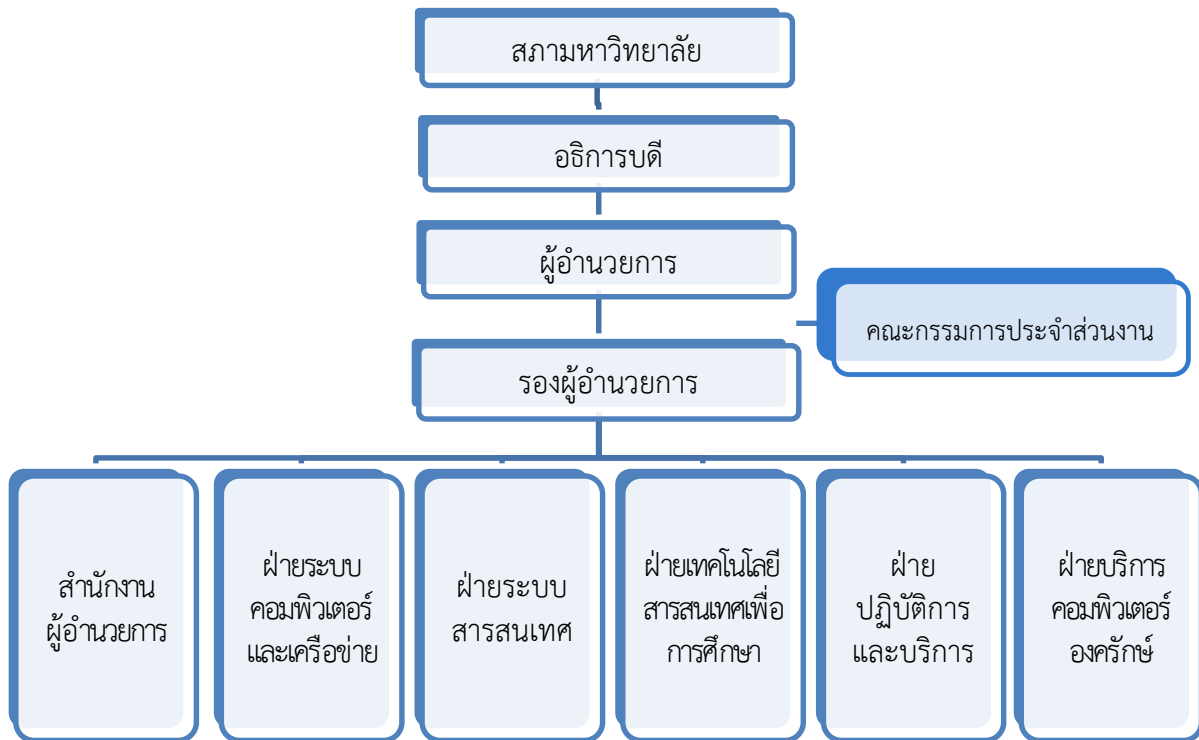 สภามหาวิทยาลัย
อธิการบดี
ผู้อำนวยการ
คณะกรรมการประจำส่วนงาน
รองผู้อำนวยการ
สำนักงาน
ผู้อำนวยการ
ฝ่ายระบบ
คอมพิวเตอร์
และเครือข่าย
ฝ่ายระบบ
สารสนเทศ
ฝ่ายเทคโนโลยี
สารสนเทศเพื่อ
การศึกษา
ฝ่าย
ปฏิบัติการ
และบริการ
ฝ่ายบริการ
คอมพิวเตอร์
องครักษ์